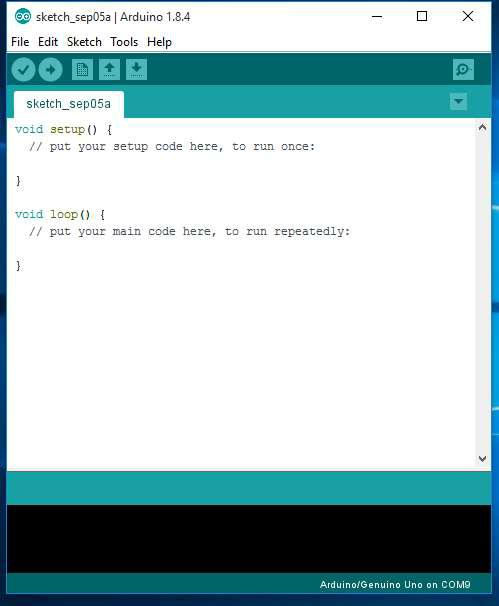 sketch_sep05a | Arduino 1.8.4
File Edit Sketch Tools Help
sketch_sep05a
void setup() {
  // put your setup code here, to run once:
}
void loop() {
  // put your main code here, to run repeatedly:
}
Arduino/Genuino Uno on COM9